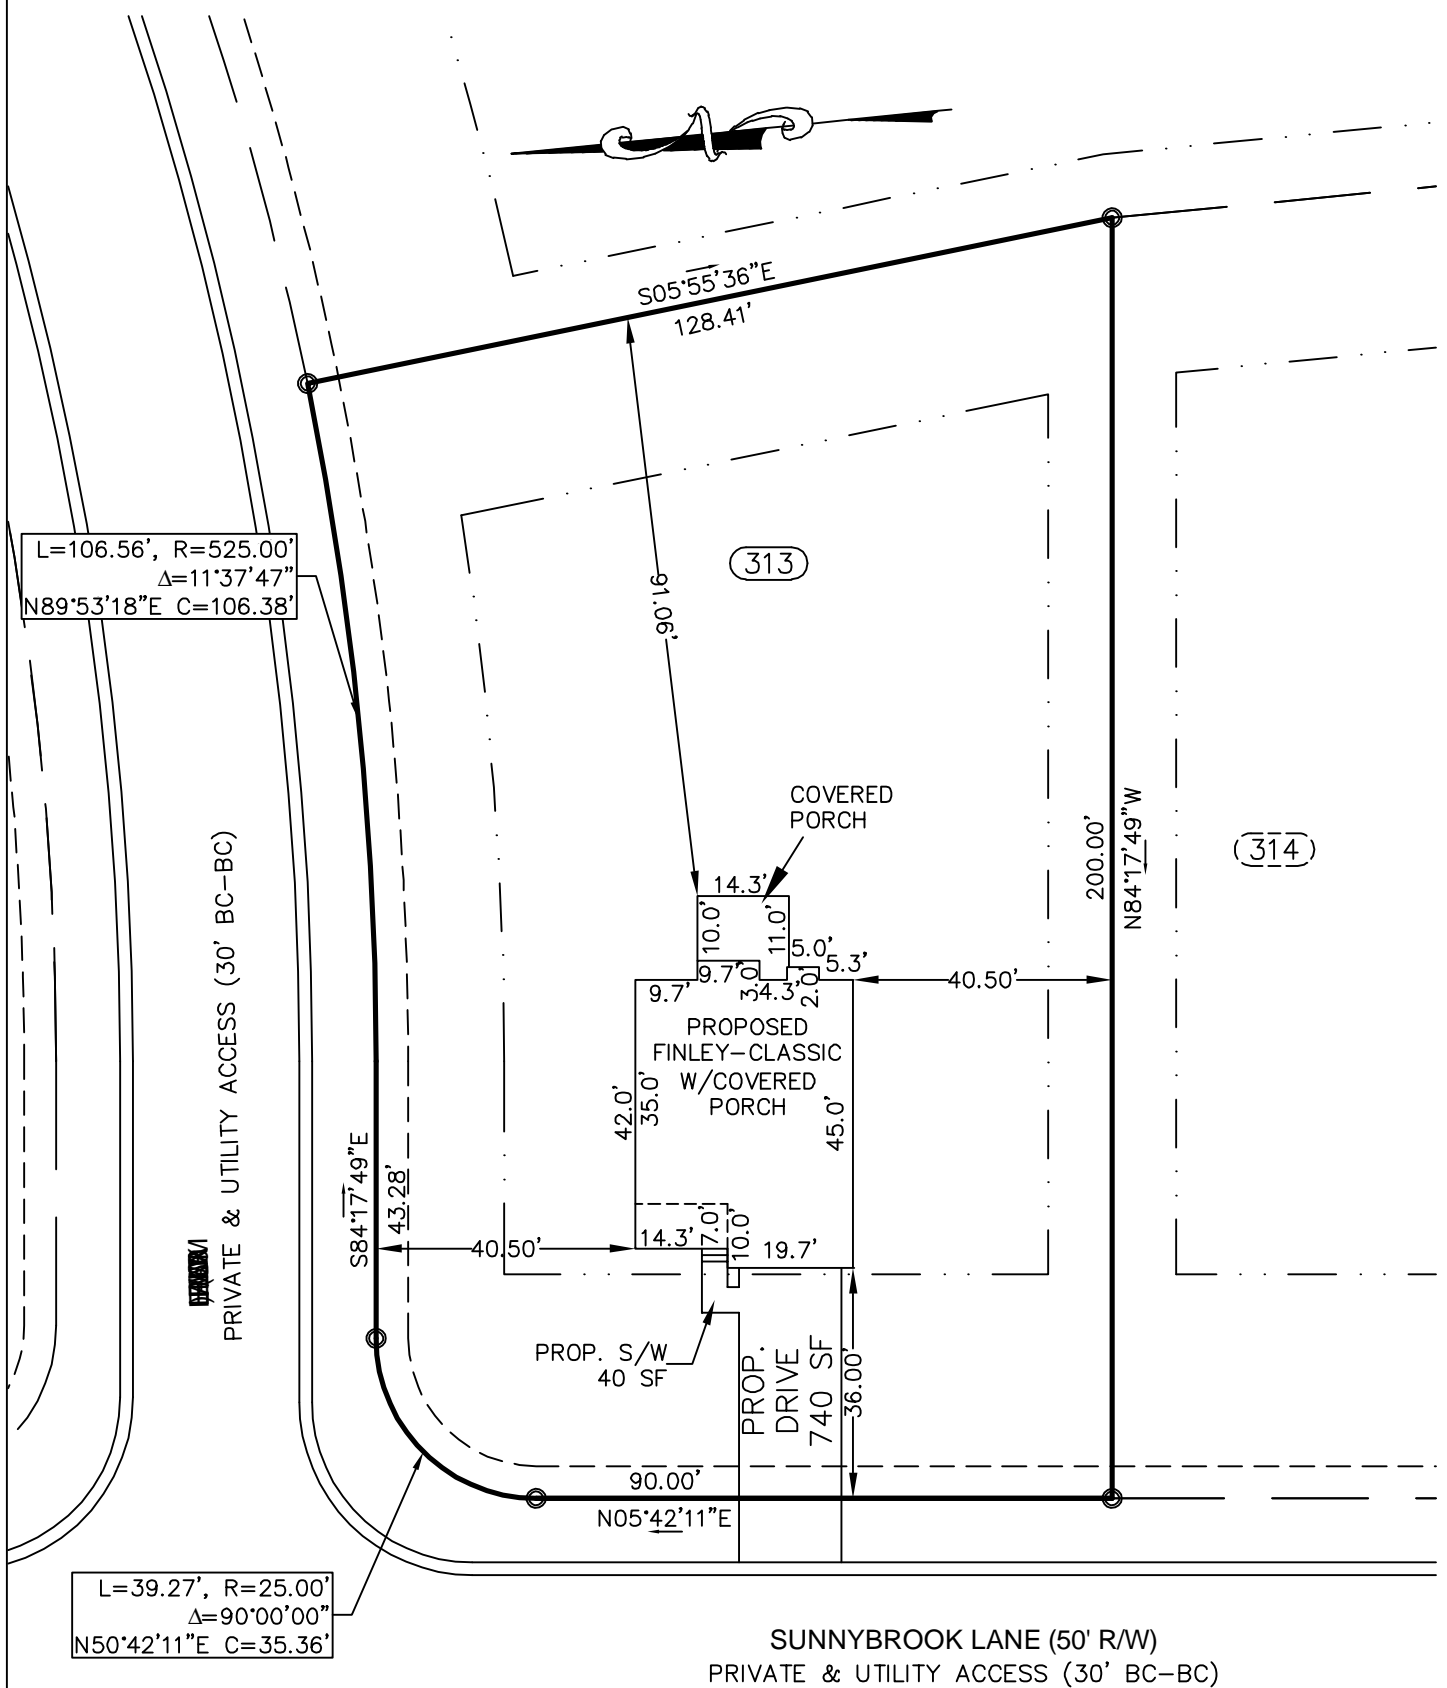 N
S05°55'36"E
128.41'
L=106.56', R=525.00'
Δ=11°37'47"
N89°53'18"E C=106.38'
313
91.06'
COVERED
PORCH
314
200.00'
N84°17'49"W
14.3'
10.0'
11.0'
5.0'
5.3'
9.7'
3.0'
4.3'
2.0'
9.7'
40.50'
PROPOSED
FINLEY-CLASSIC
W/COVERED
PORCH
42.0'
35.0'
45.0'
PRIVATE & UTILITY ACCESS (30' BC-BC)
S84°17'49"E
43.28'
40.50'
14.3'
7.0'
10.0'
19.7'
PROP. S/W
40 SF
PROP.
DRIVE
740 SF
36.00'
90.00'
N05°42'11"E
L=39.27', R=25.00'
Δ=90°00'00"
N50°42'11"E C=35.36'
SUNNYBROOK LANE (50' R/W)
PRIVATE & UTILITY ACCESS (30' BC-BC)